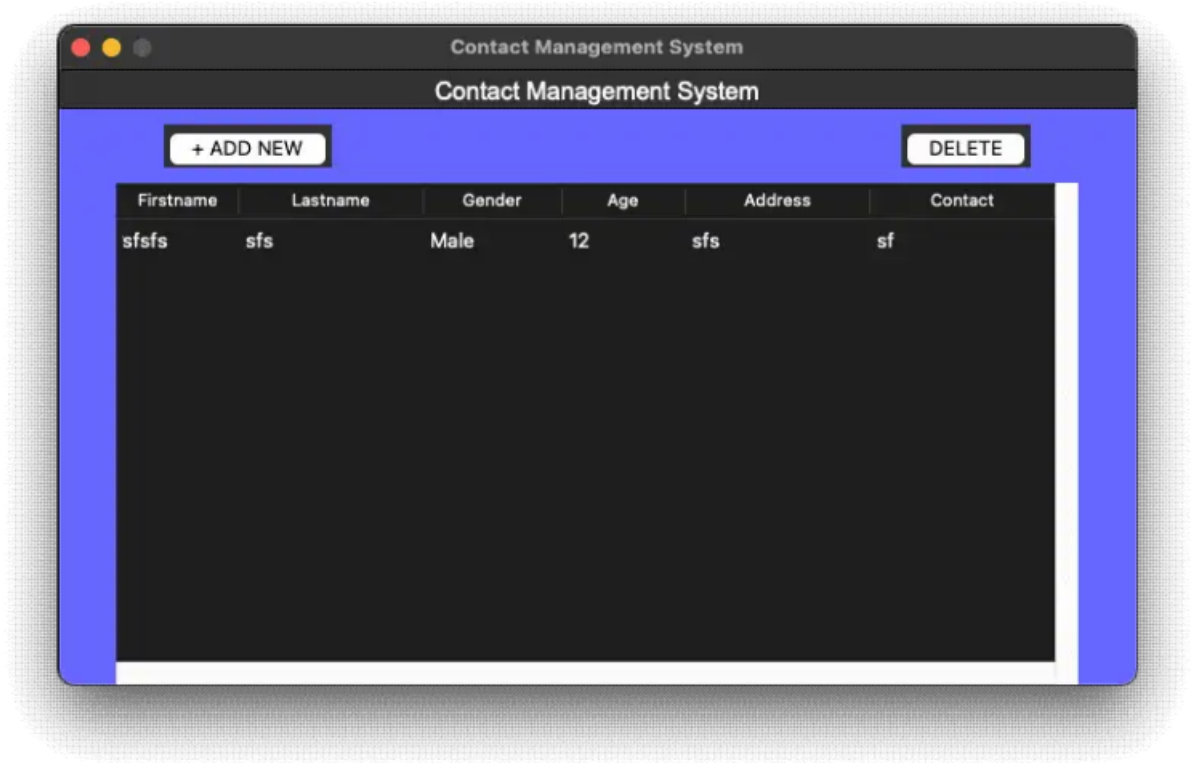 Contact Management System
Contact Management System
+ ADD NEW DELETE
Firstname Lastname Gender Age Address Contact
sfsfs sfs Male 12 sfs sf